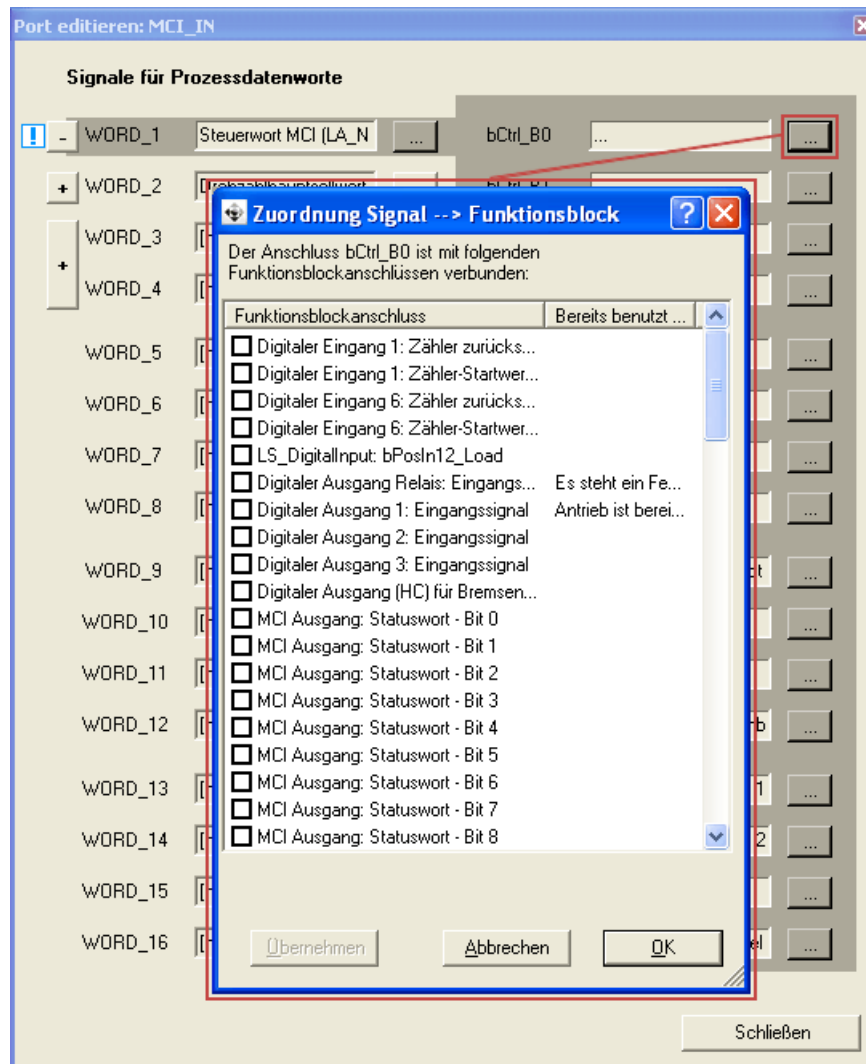 Port editieren: MCI_IN
Signale für Prozessdatenworte
! - WORD_1 Steuerwort MCI (LA_N ... bCtrl_B0 ... ...
+ WORD_2 ...
+ WORD_3 ...
WORD_4 ...
WORD_5 ...
WORD_6 ...
WORD_7 ...
WORD_8 ...
WORD_9 ...
WORD_10 ...
WORD_11 ...
WORD_12 ...
WORD_13 ...
WORD_14 ...
WORD_15 ...
WORD_16 ...
Zuordnung Signal --> Funktionsblock
Der Anschluss bCtrl_B0 ist mit folgenden
Funktionsblockanschlüssen verbunden:
Funktionsblockanschluss Bereits benutzt ...
Digitaler Eingang 1: Zähler zurücks...
Digitaler Eingang 1: Zähler-Startwer...
Digitaler Eingang 6: Zähler zurücks...
Digitaler Eingang 6: Zähler-Startwer...
LS_DigitalInput: bPosIn12_Load
Digitaler Ausgang Relais: Eingangs... Es steht ein Fe...
Digitaler Ausgang 1: Eingangssignal Antrieb ist berei...
Digitaler Ausgang 2: Eingangssignal
Digitaler Ausgang 3: Eingangssignal
Digitaler Ausgang (HC) für Bremsen...
MCI Ausgang: Statuswort - Bit 0
MCI Ausgang: Statuswort - Bit 1
MCI Ausgang: Statuswort - Bit 2
MCI Ausgang: Statuswort - Bit 3
MCI Ausgang: Statuswort - Bit 4
MCI Ausgang: Statuswort - Bit 5
MCI Ausgang: Statuswort - Bit 6
MCI Ausgang: Statuswort - Bit 7
MCI Ausgang: Statuswort - Bit 8
Übernehmen Abbrechen OK
Schließen